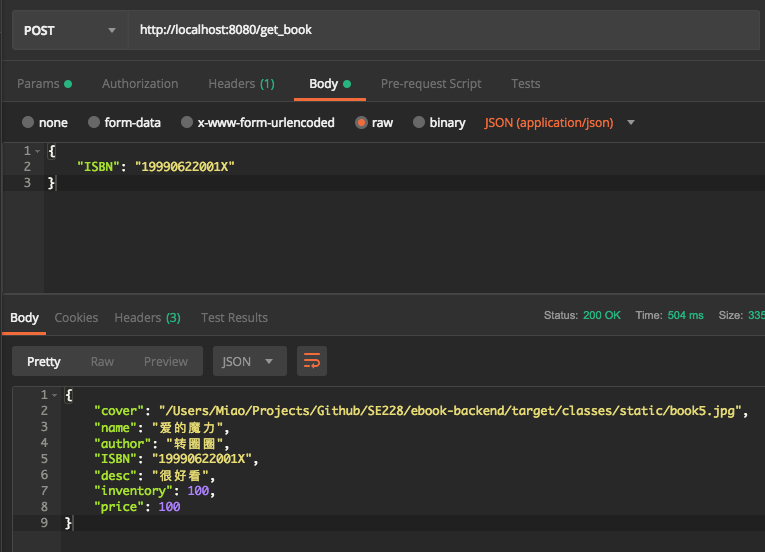 POST http://localhost:8080/get_book
Params Authorization Headers (1) Body Pre-request Script Tests
none form-data x-www-form-urlencoded raw binary JSON (application/json)
1 {
2 "ISBN": "19990622001X"
3 }
Body Cookies Headers (3) Test Results Status: 200 OK Time: 504 ms Size: 335
Pretty Raw Preview JSON
1 {
2 "cover": "/Users/Miao/Projects/Github/SE228/ebook-backend/target/classes/static/book5.jpg",
3 "name": "爱的魔力",
4 "author": "转圈圈",
5 "ISBN": "19990622001X",
6 "desc": "很好看",
7 "inventory": 100,
8 "price": 100
9 }